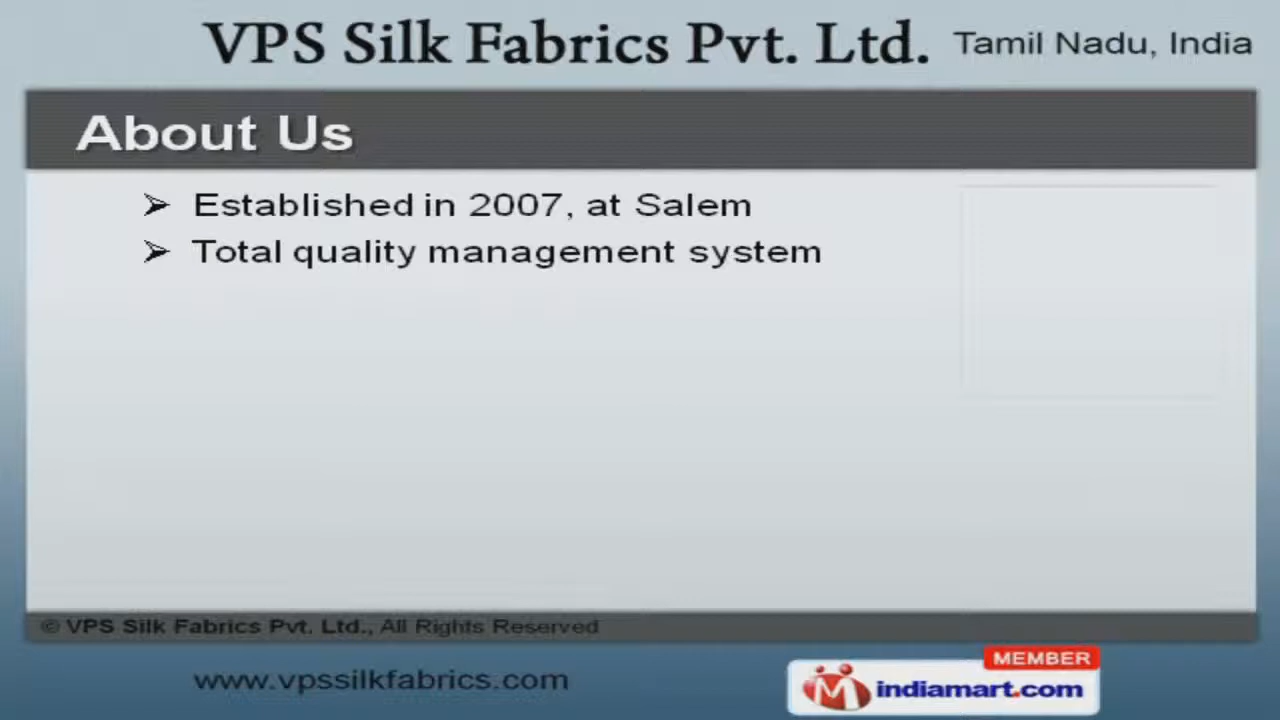 VPS Silk Fabrics Pvt. Ltd. Tamil Nadu, India
About Us
➢ Established in 2007, at Salem
➢ Total quality management system
© VPS Silk Fabrics Pvt. Ltd., All Rights Reserved
www.vpssilkfabrics.com
MEMBER
indiamart.com